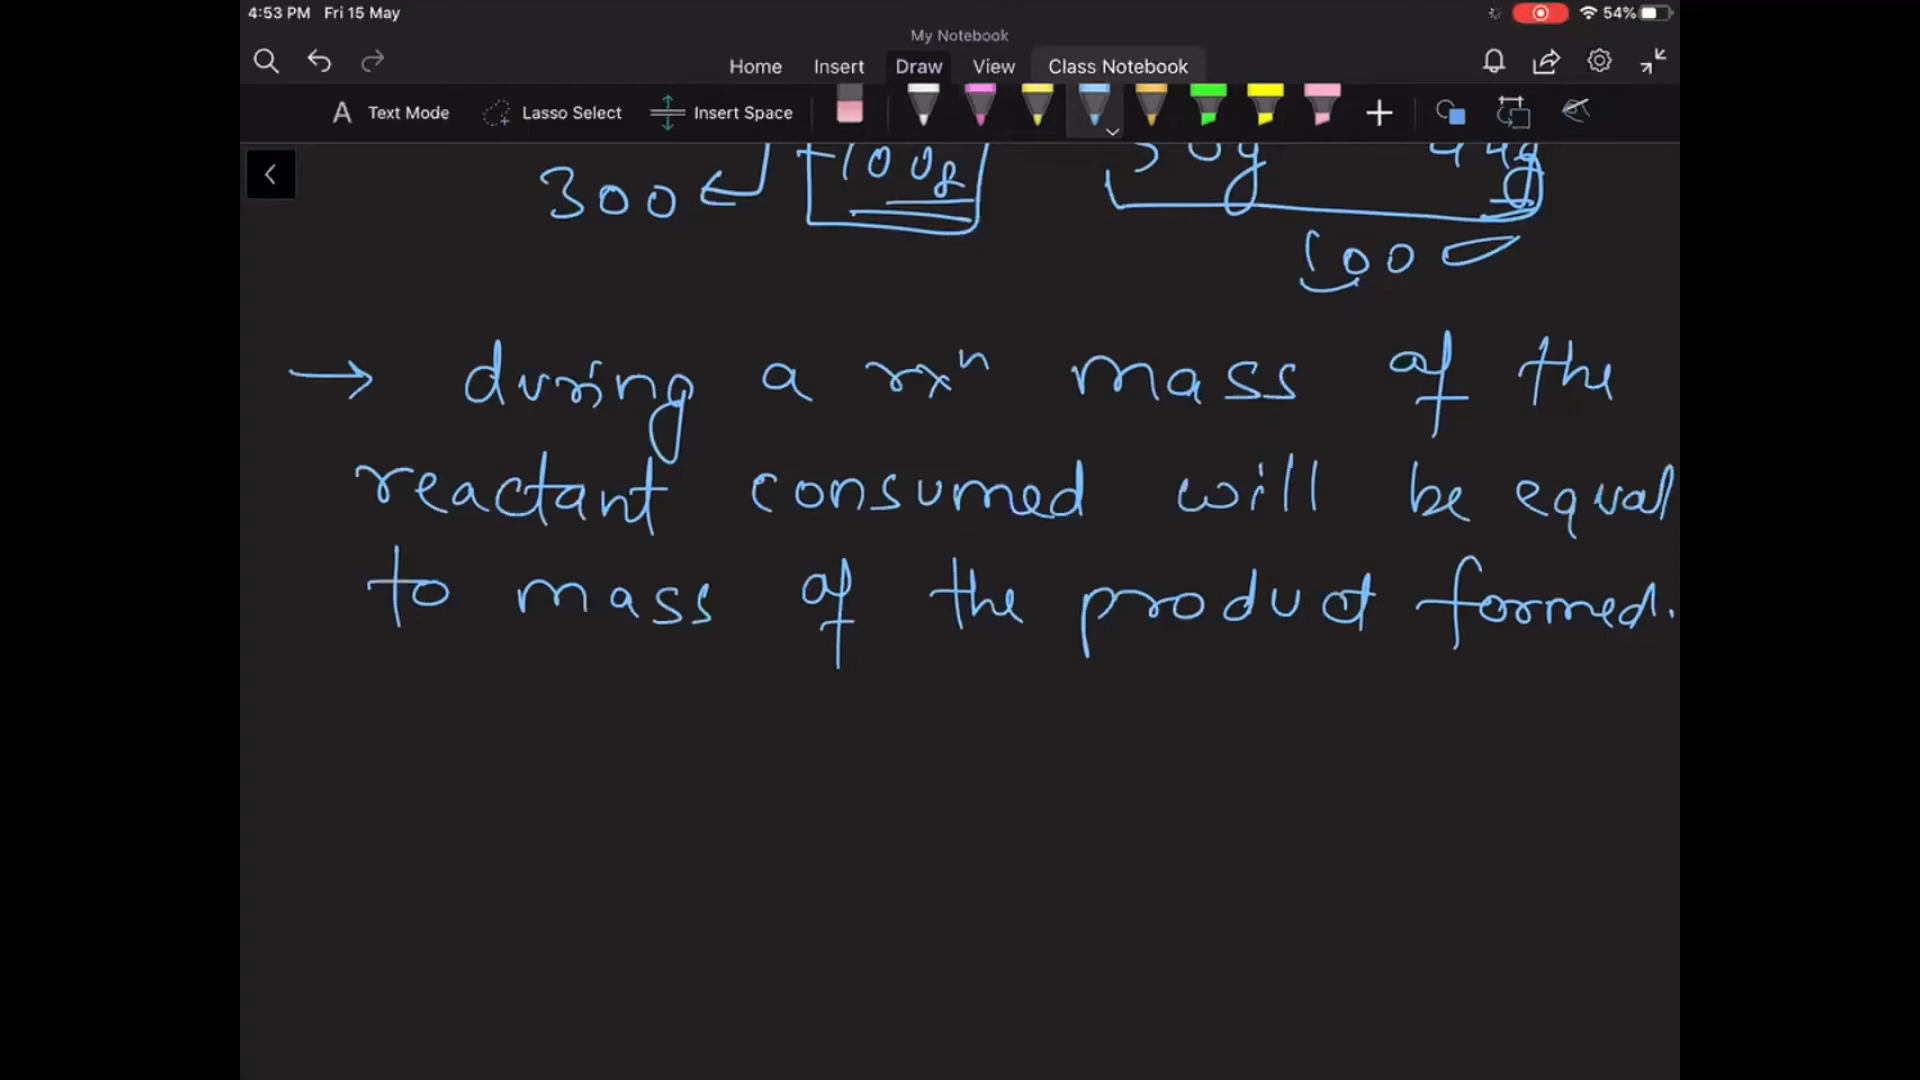 4:53 PM Fri 15 May 54%
My Notebook
Home Insert Draw View Class Notebook
A Text Mode Lasso Select Insert Space
300 100g
1000
→ during a rxⁿ mass of the
reactant consumed will be equal
to mass of the product formed.